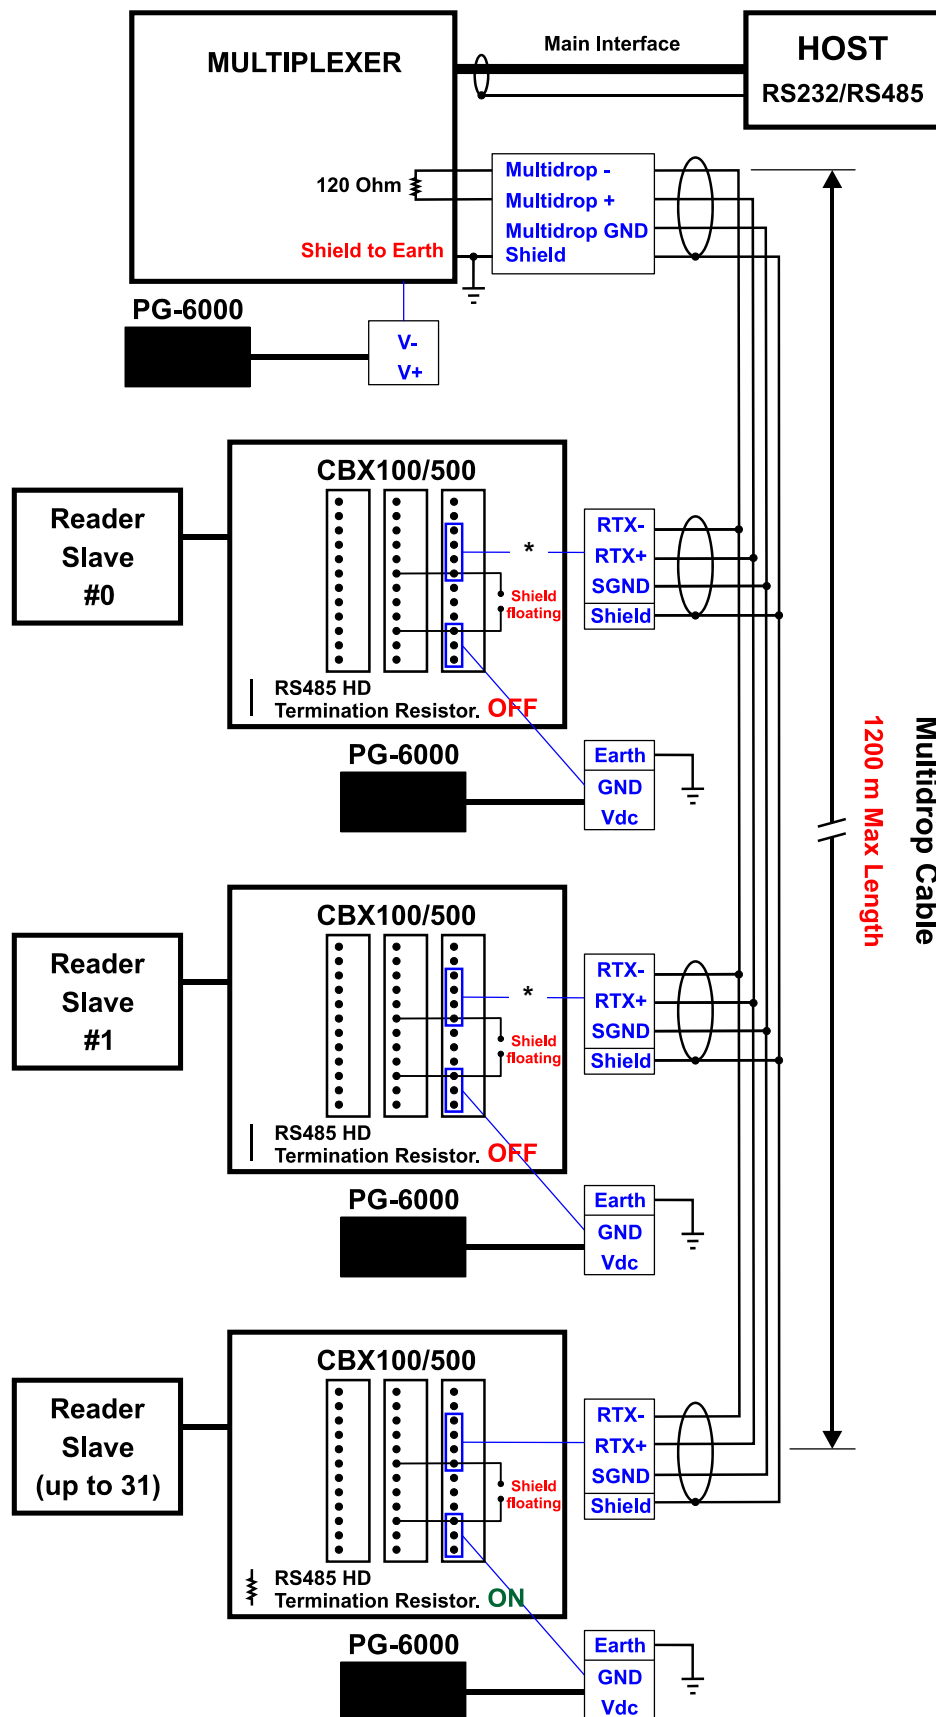 MULTIPLEXER
Main Interface
HOST
RS232/RS485
120 Ohm
Multidrop -
Multidrop +
Multidrop GND
Shield to Earth
Shield
PG-6000
V-
V+
CBX100/500
Reader
Slave
#0
*
RTX-
RTX+
SGND
Shield
Shield
floating
RS485 HD
Termination Resistor. OFF
PG-6000
Earth
GND
Vdc
Multidrop Cable
1200 m Max Length
CBX100/500
Reader
Slave
#1
*
RTX-
RTX+
SGND
Shield
Shield
floating
RS485 HD
Termination Resistor. OFF
PG-6000
Earth
GND
Vdc
CBX100/500
Reader
Slave
(up to 31)
RTX-
RTX+
SGND
Shield
Shield
floating
RS485 HD
Termination Resistor. ON
PG-6000
Earth
GND
Vdc